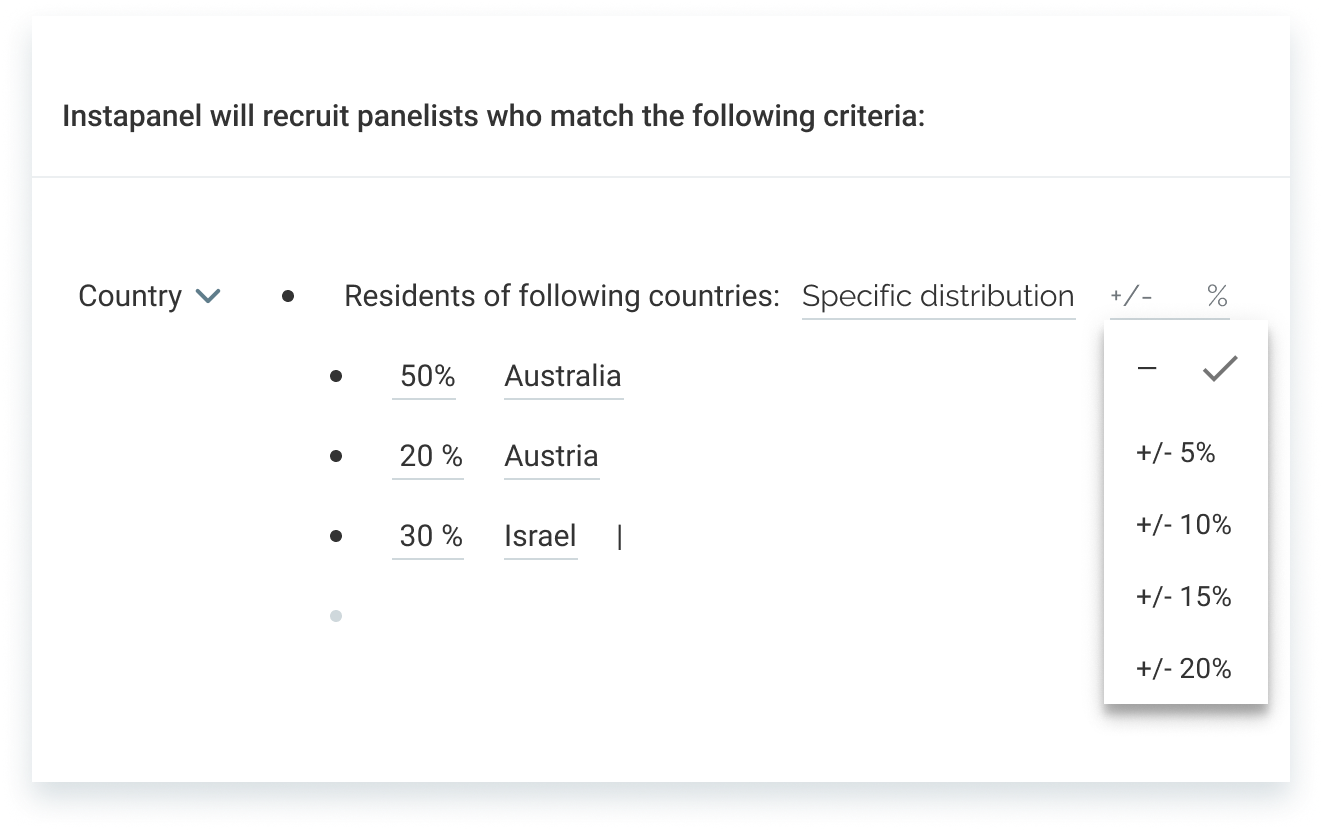 Instapanel will recruit panelists who match the following criteria:
Country • Residents of following countries: Specific distribution +/- %
• 50% Australia
• 20 % Austria
• 30 % Israel |
–
+/- 5%
+/- 10%
+/- 15%
+/- 20%